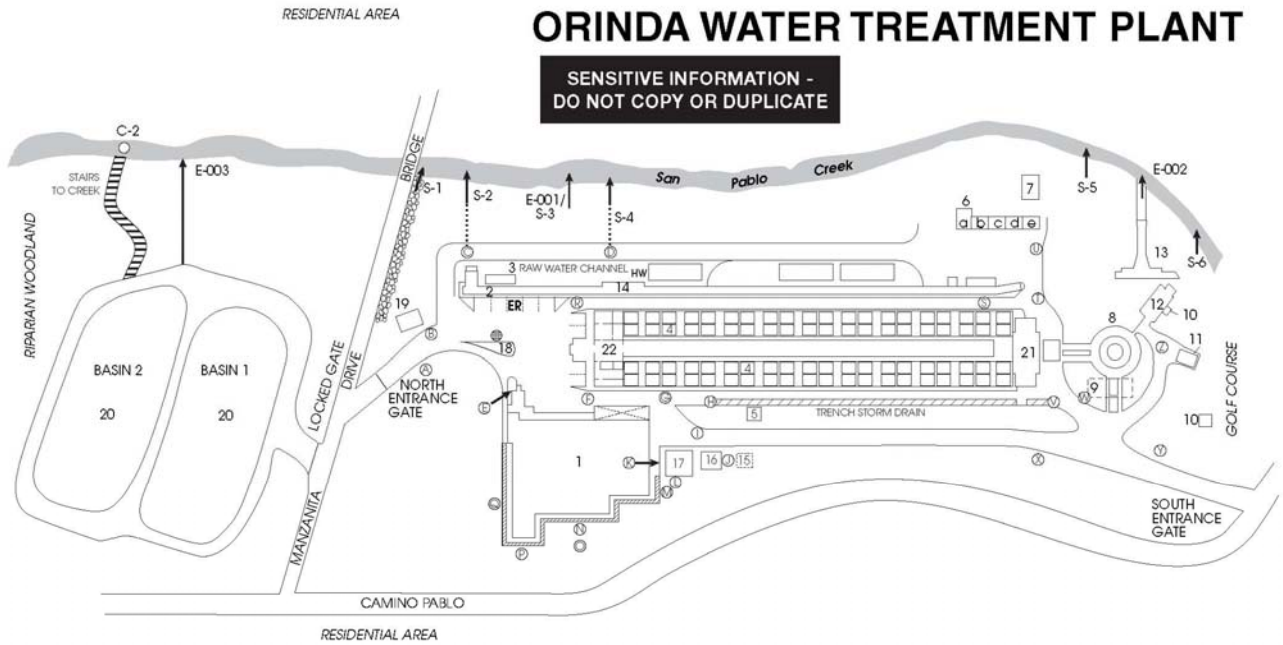 RESIDENTIAL AREA
ORINDA WATER TREATMENT PLANT
SENSITIVE INFORMATION -
DO NOT COPY OR DUPLICATE
C-2
STAIRS
TO CREEK
E-003
BRIDGE
S-1
S-2
E-001/
S-3
S-4
San Pablo Creek
S-5
E-002
S-6
7
6
a b c d e
13
RIPARIAN WOODLAND
C
D
U
3 RAW WATER CHANNEL HW
2
14
ER
R
S
T
19
B
18
A
4
22
4
21
8
12
10
11
Z
9
W
10
GOLF COURSE
BASIN 2
20
BASIN 1
20
LOCKED GATE
DRIVE
MANZANITA
NORTH
ENTRANCE
GATE
E
F
G
H
5
TRENCH STORM DRAIN
V
I
1
K
17
16
J
15
L
M
X
Y
Q
N
O
P
SOUTH
ENTRANCE
GATE
CAMINO PABLO
RESIDENTIAL AREA